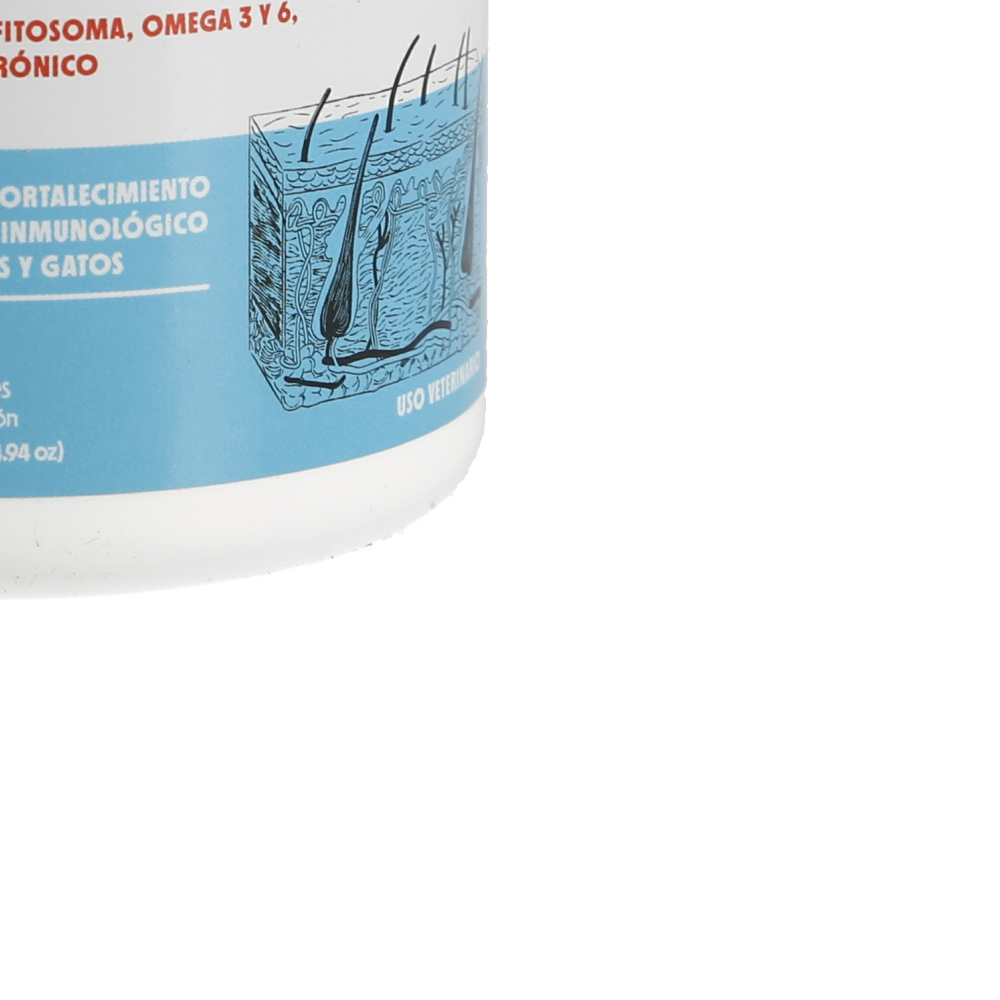 FITOSOMA, OMEGA 3 Y 6,
RÓNICO
ORTALECIMIENTO
INMUNOLÓGICO
S Y GATOS
ón
.94 oz)
USO VETERINARIO